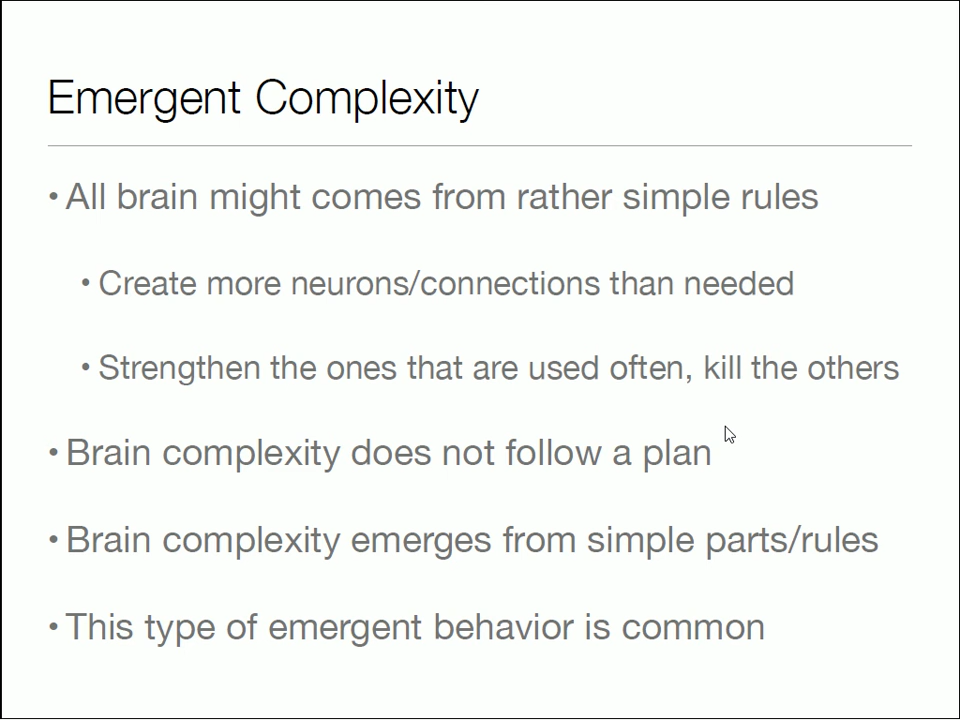 Emergent Complexity
• All brain might comes from rather simple rules
• Create more neurons/connections than needed
• Strengthen the ones that are used often, kill the others
• Brain complexity does not follow a plan
• Brain complexity emerges from simple parts/rules
• This type of emergent behavior is common